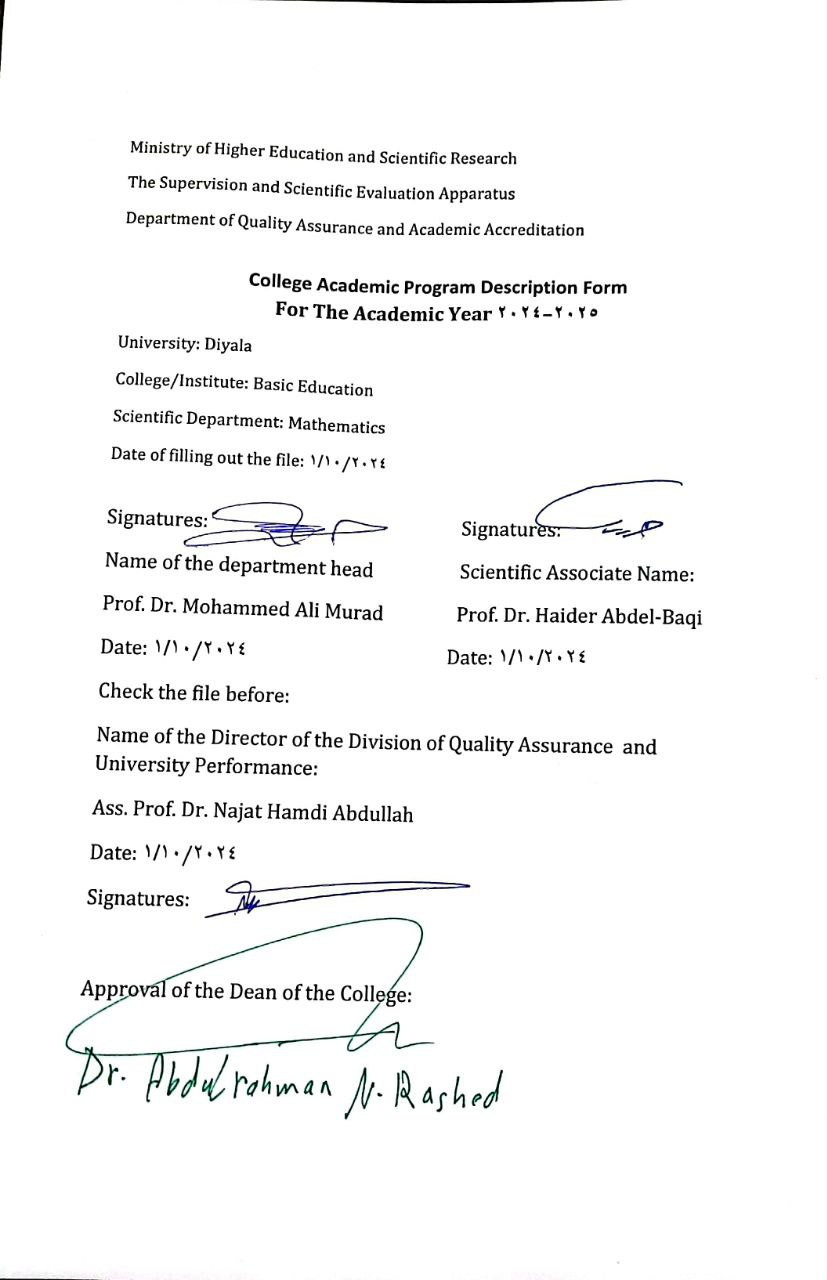 Ministry of Higher Education and Scientific Research
The Supervision and Scientific Evaluation Apparatus
Department of Quality Assurance and Academic Accreditation
College Academic Program Description Form
For The Academic Year ٢٠٢٤-٢٠٢٥
University: Diyala
College/Institute: Basic Education
Scientific Department: Mathematics
Date of filling out the file: ١/١٠/٢٠٢٤
Signatures:
Signatures:
Name of the department head
Scientific Associate Name:
Prof. Dr. Mohammed Ali Murad
Prof. Dr. Haider Abdel-Baqi
Date: ١/١٠/٢٠٢٤
Date: ١/١٠/٢٠٢٤
Check the file before:
Name of the Director of the Division of Quality Assurance and
University Performance:
Ass. Prof. Dr. Najat Hamdi Abdullah
Date: ١/١٠/٢٠٢٤
Signatures:
Approval of the Dean of the College:
Dr. Abdulrahman N. Rashed